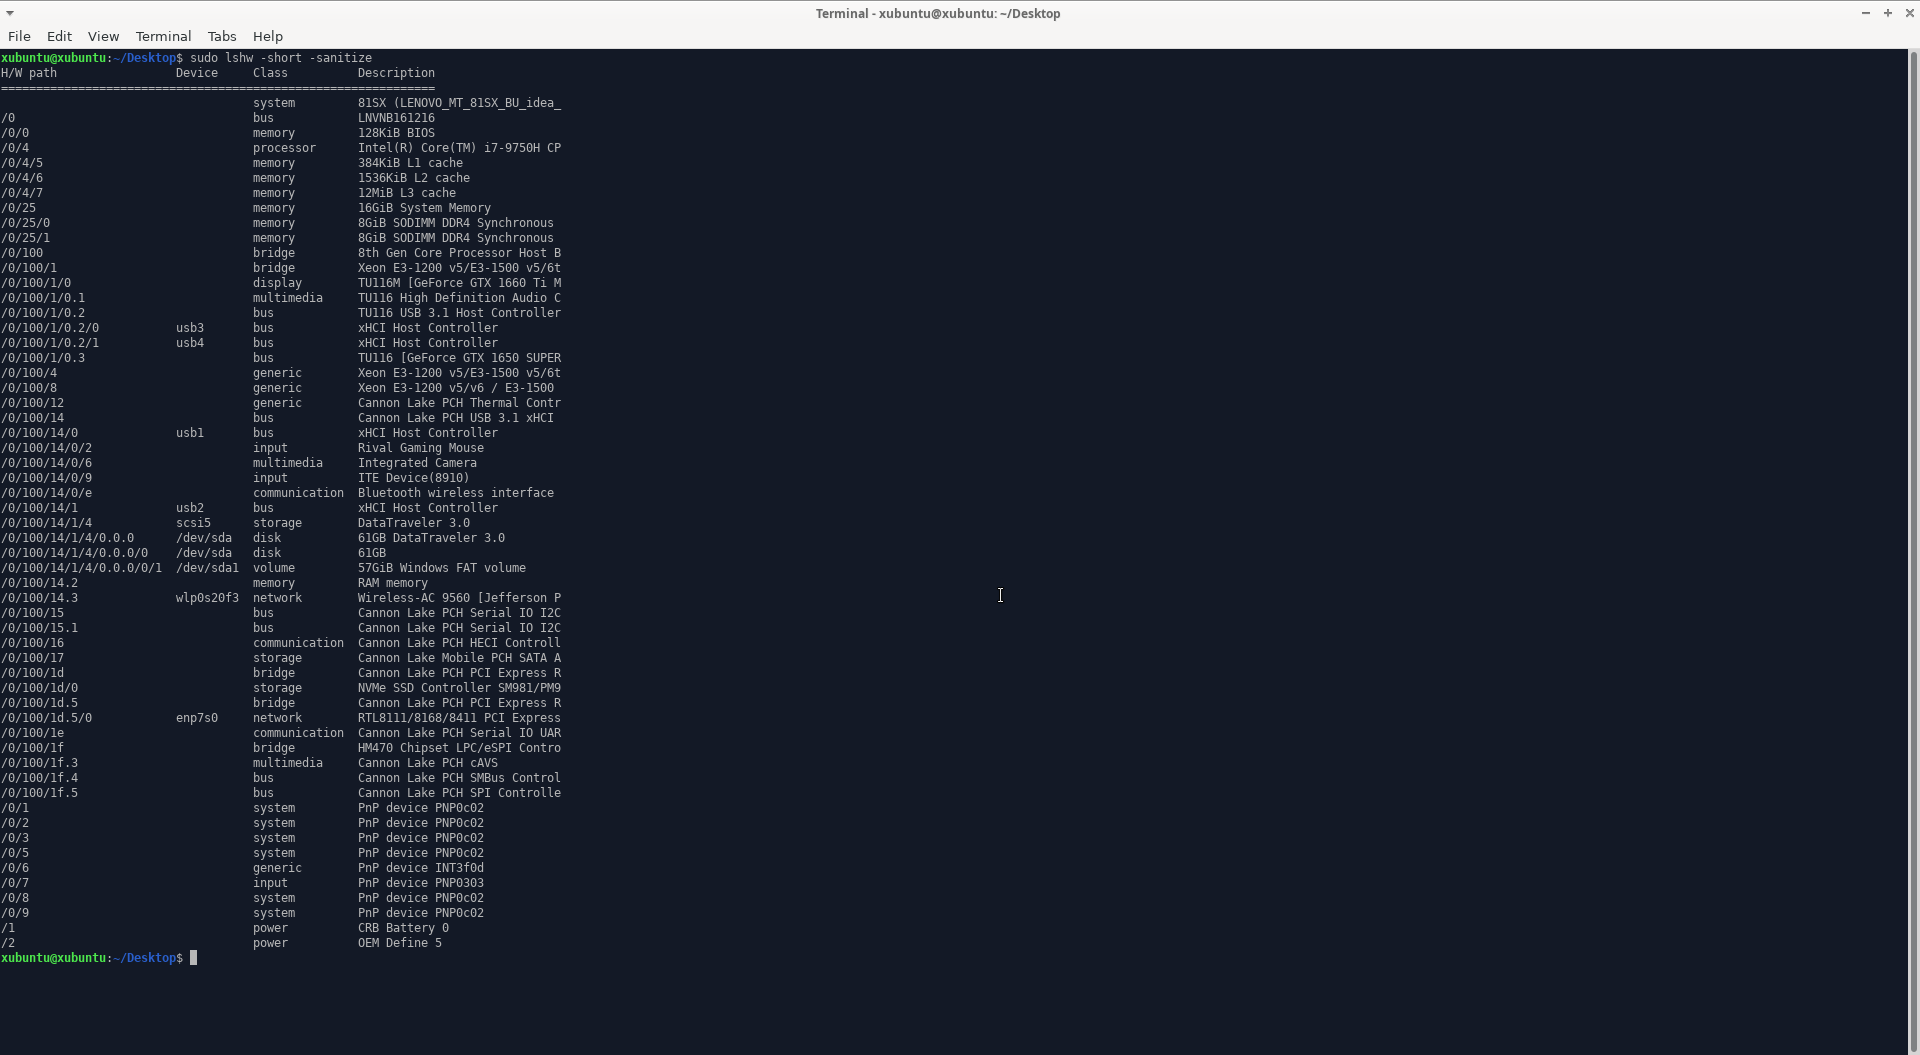 Terminal - xubuntu@xubuntu: ~/Desktop
File Edit View Terminal Tabs Help
xubuntu@xubuntu:~/Desktop$ sudo lshw -short -sanitize
H/W path Device Class Description
==============================================================
system 81SX (LENOVO_MT_81SX_BU_idea_
/0 bus LNVNB161216
/0/0 memory 128KiB BIOS
/0/4 processor Intel(R) Core(TM) i7-9750H CP
/0/4/5 memory 384KiB L1 cache
/0/4/6 memory 1536KiB L2 cache
/0/4/7 memory 12MiB L3 cache
/0/25 memory 16GiB System Memory
/0/25/0 memory 8GiB SODIMM DDR4 Synchronous
/0/25/1 memory 8GiB SODIMM DDR4 Synchronous
/0/100 bridge 8th Gen Core Processor Host B
/0/100/1 bridge Xeon E3-1200 v5/E3-1500 v5/6t
/0/100/1/0 display TU116M [GeForce GTX 1660 Ti M
/0/100/1/0.1 multimedia TU116 High Definition Audio C
/0/100/1/0.2 bus TU116 USB 3.1 Host Controller
/0/100/1/0.2/0 usb3 bus xHCI Host Controller
/0/100/1/0.2/1 usb4 bus xHCI Host Controller
/0/100/1/0.3 bus TU116 [GeForce GTX 1650 SUPER
/0/100/4 generic Xeon E3-1200 v5/E3-1500 v5/6t
/0/100/8 generic Xeon E3-1200 v5/v6 / E3-1500
/0/100/12 generic Cannon Lake PCH Thermal Contr
/0/100/14 bus Cannon Lake PCH USB 3.1 xHCI
/0/100/14/0 usb1 bus xHCI Host Controller
/0/100/14/0/2 input Rival Gaming Mouse
/0/100/14/0/6 multimedia Integrated Camera
/0/100/14/0/9 input ITE Device(8910)
/0/100/14/0/e communication Bluetooth wireless interface
/0/100/14/1 usb2 bus xHCI Host Controller
/0/100/14/1/4 scsi5 storage DataTraveler 3.0
/0/100/14/1/4/0.0.0 /dev/sda disk 61GB DataTraveler 3.0
/0/100/14/1/4/0.0.0/0 /dev/sda disk 61GB
/0/100/14/1/4/0.0.0/0/1 /dev/sda1 volume 57GiB Windows FAT volume
/0/100/14.2 memory RAM memory
/0/100/14.3 wlp0s20f3 network Wireless-AC 9560 [Jefferson P
/0/100/15 bus Cannon Lake PCH Serial IO I2C
/0/100/15.1 bus Cannon Lake PCH Serial IO I2C
/0/100/16 communication Cannon Lake PCH HECI Controll
/0/100/17 storage Cannon Lake Mobile PCH SATA A
/0/100/1d bridge Cannon Lake PCH PCI Express R
/0/100/1d/0 storage NVMe SSD Controller SM981/PM9
/0/100/1d.5 bridge Cannon Lake PCH PCI Express R
/0/100/1d.5/0 enp7s0 network RTL8111/8168/8411 PCI Express
/0/100/1e communication Cannon Lake PCH Serial IO UAR
/0/100/1f bridge HM470 Chipset LPC/eSPI Contro
/0/100/1f.3 multimedia Cannon Lake PCH cAVS
/0/100/1f.4 bus Cannon Lake PCH SMBus Control
/0/100/1f.5 bus Cannon Lake PCH SPI Controlle
/0/1 system PnP device PNP0c02
/0/2 system PnP device PNP0c02
/0/3 system PnP device PNP0c02
/0/5 system PnP device PNP0c02
/0/6 generic PnP device INT3f0d
/0/7 input PnP device PNP0303
/0/8 system PnP device PNP0c02
/0/9 system PnP device PNP0c02
/1 power CRB Battery 0
/2 power OEM Define 5
xubuntu@xubuntu:~/Desktop$